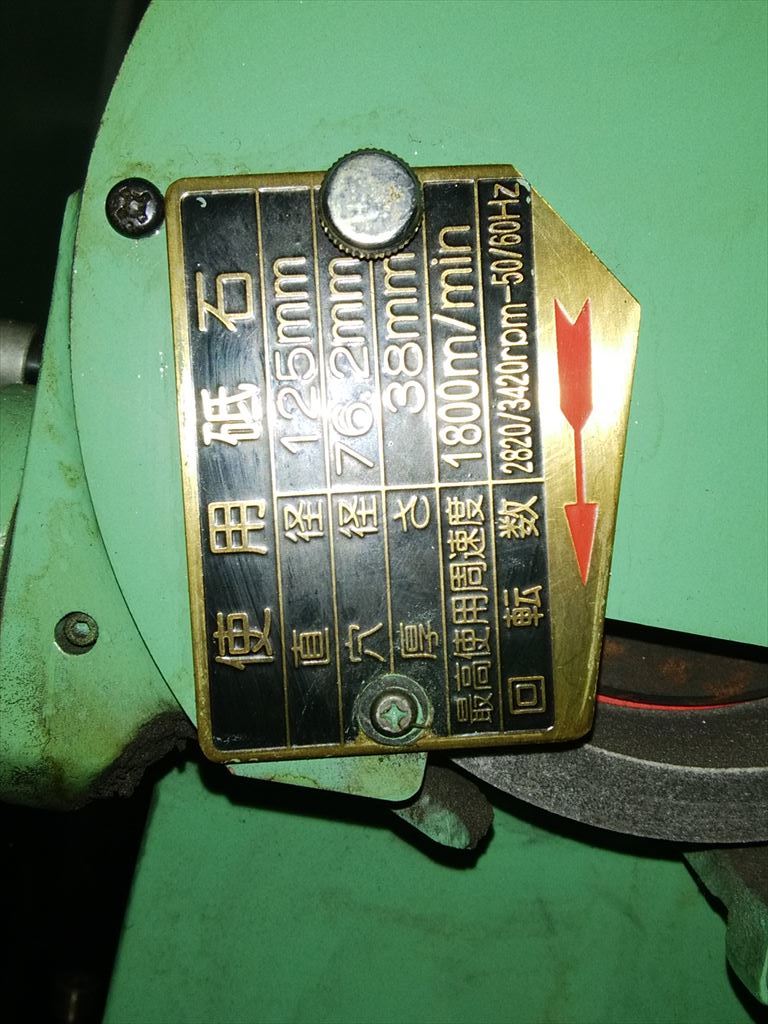 使用砥石
直径 125mm
穴径 76.2mm
厚さ 38mm
最高使用周速度 1800m/min
回転数 2820/3420rpm-50/60Hz